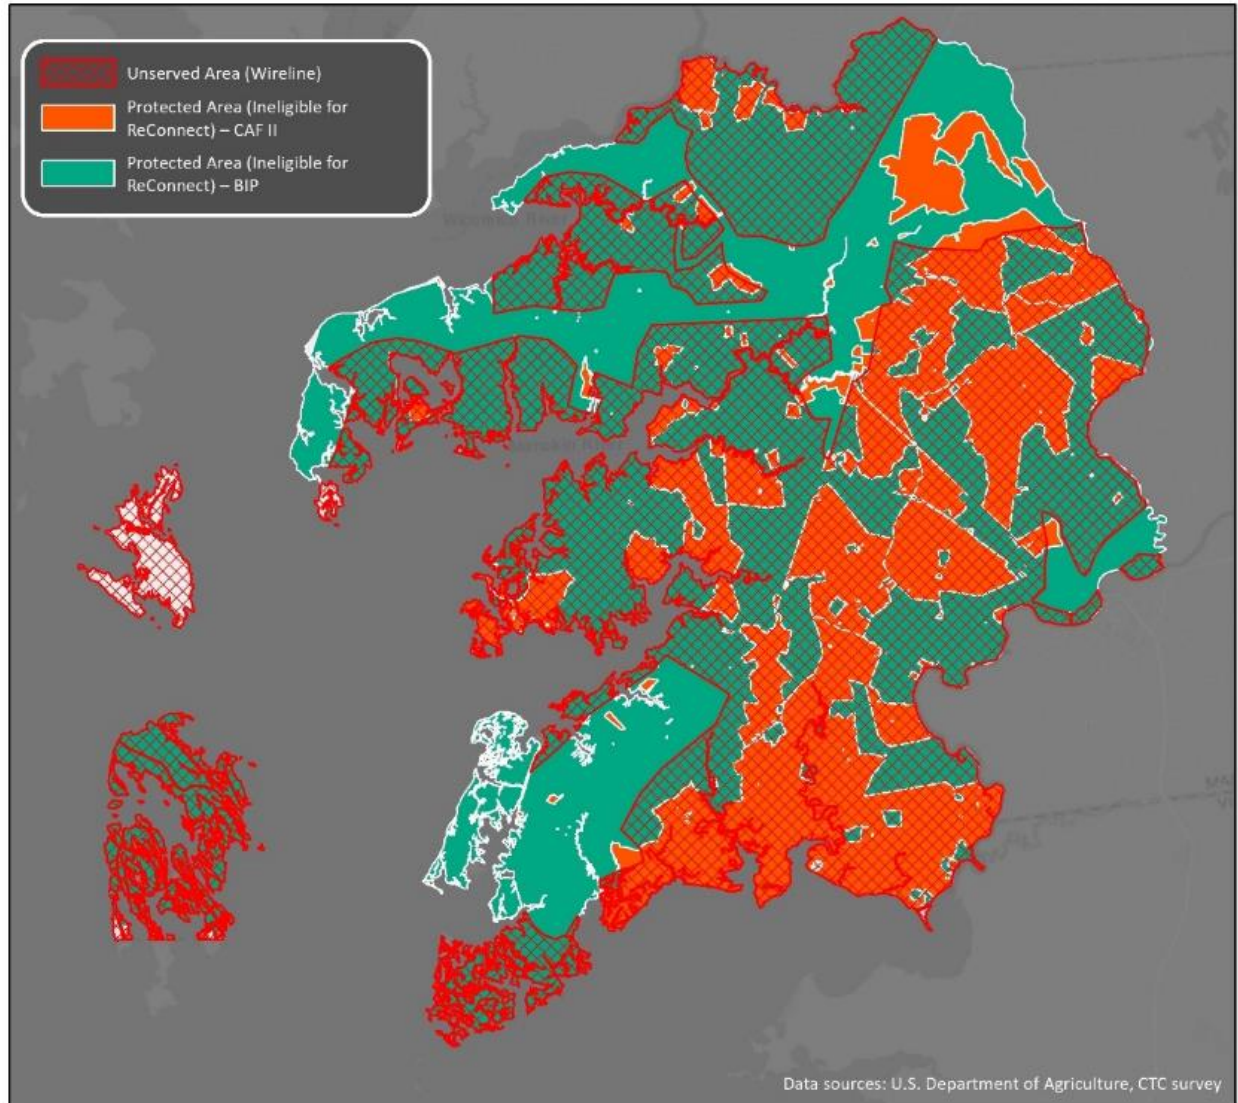 Unserved Area (Wireline)
Protected Area (Ineligible for
ReConnect) – CAF II
Protected Area (Ineligible for
ReConnect) – BIP
Data sources: U.S. Department of Agriculture, CTC survey